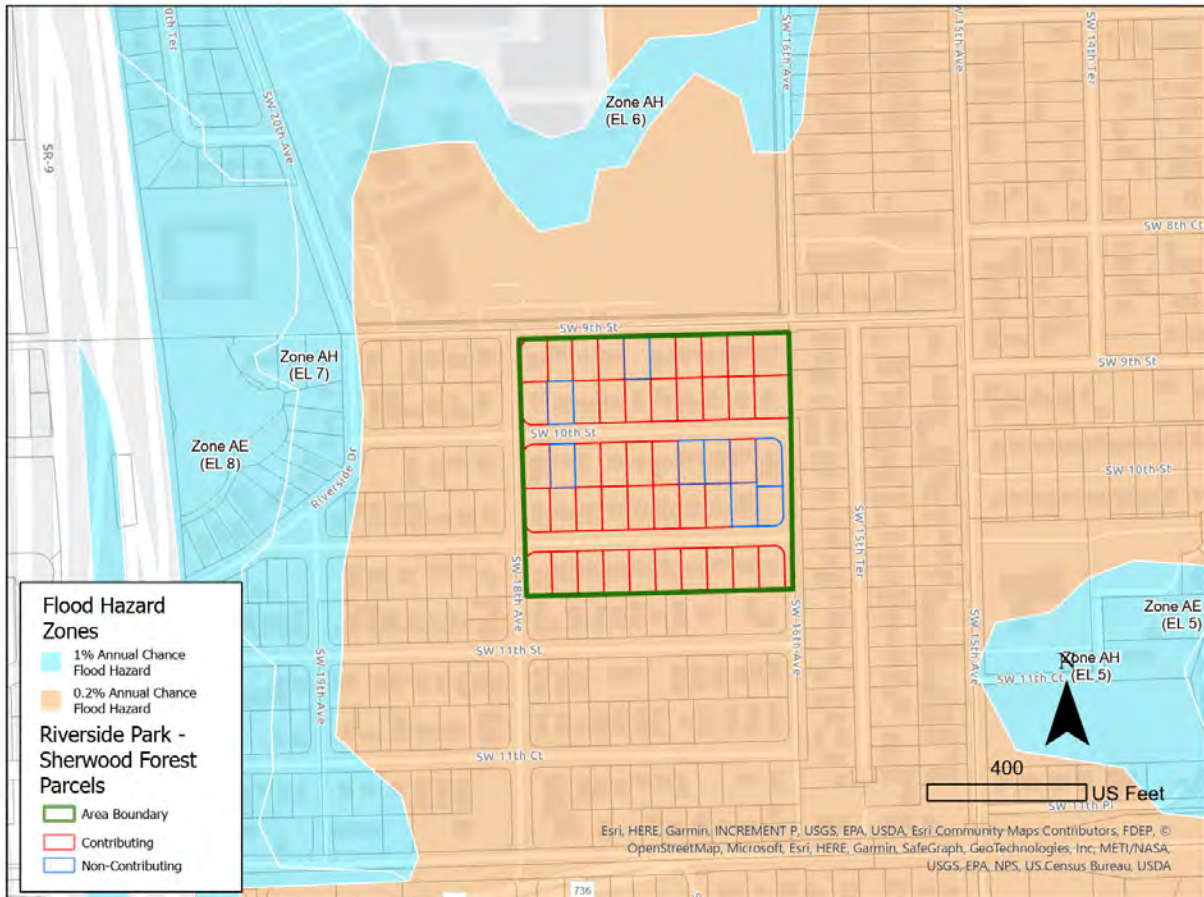 0th Ter
SW 20th Ave
SR-9
Zone AH
(EL 6)
SW 16th Ave
SW 15th Ave
SW 14th Ter
SW 8th Ct
SW 9th St
SW 9th St
Zone AH
(EL 7)
Zone AE
(EL 8)
Riverside Dr
SW 10th St
SW 10th St
SW 15th Ter
SW 18th Ave
SW 16th Ave
SW 15th Ave
SW 11th St
SW 19th Ave
SW 11th Ct
Zone AE
(EL 5)
Zone AH
(EL 5)
SW 11th Ct
N
400
US Feet
SW 11th Pl
736
Flood Hazard
Zones
1% Annual Chance
Flood Hazard
0.2% Annual Chance
Flood Hazard
Riverside Park -
Sherwood Forest
Parcels
Area Boundary
Contributing
Non-Contributing
Esri, HERE, Garmin, INCREMENT P, USGS, EPA, USDA, Esri Community Maps Contributors, FDEP, ©
OpenStreetMap, Microsoft, Esri, HERE, Garmin, SafeGraph, GeoTechnologies, Inc, METI/NASA,
USGS, EPA, NPS, US Census Bureau, USDA